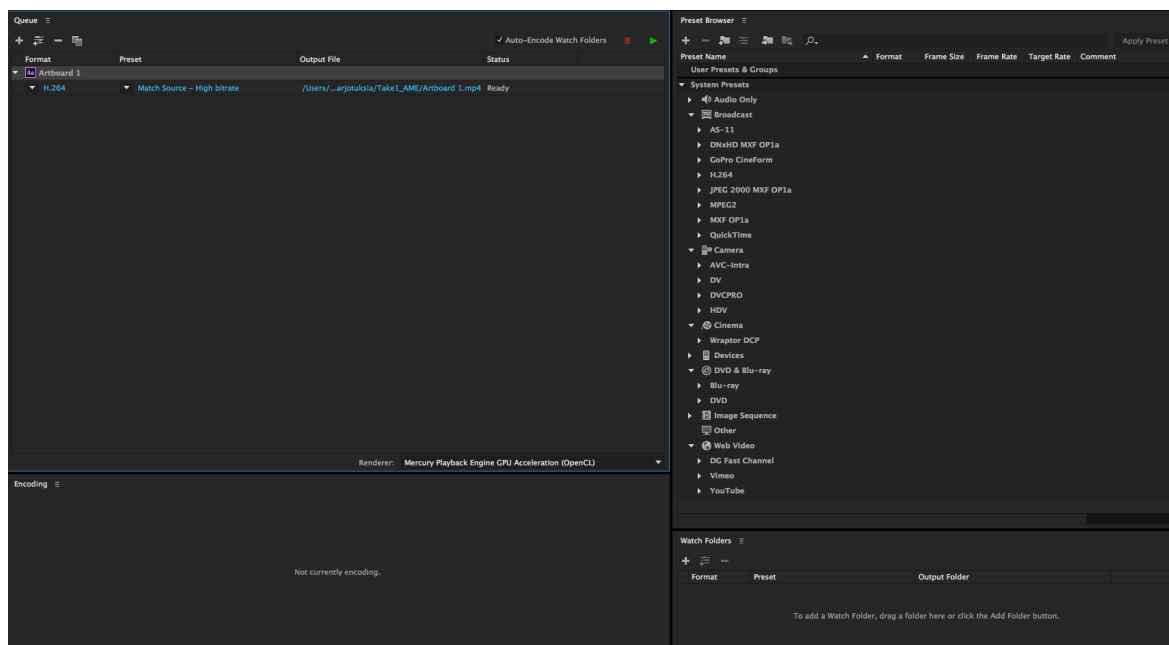 Queue
Auto-Encode Watch Folders
Format Preset Output File Status
Ae Artboard 1
H.264 Match Source – High bitrate /Users/...arjotuksia/Take1_AME/Artboard 1.mp4 Ready
Renderer: Mercury Playback Engine GPU Acceleration (OpenCL)
Encoding
Not currently encoding.
Preset Browser
Apply Preset
Preset Name Format Frame Size Frame Rate Target Rate Comment
User Presets & Groups
System Presets
Audio Only
Broadcast
AS-11
DNxHD MXF OP1a
GoPro CineForm
H.264
JPEG 2000 MXF OP1a
MPEG2
MXF OP1a
QuickTime
Camera
AVC-Intra
DV
DVCPRO
HDV
Cinema
Wraptor DCP
Devices
DVD & Blu-ray
Blu-ray
DVD
Image Sequence
Other
Web Video
DG Fast Channel
Vimeo
YouTube
Watch Folders
Format Preset Output Folder
To add a Watch Folder, drag a folder here or click the Add Folder button.